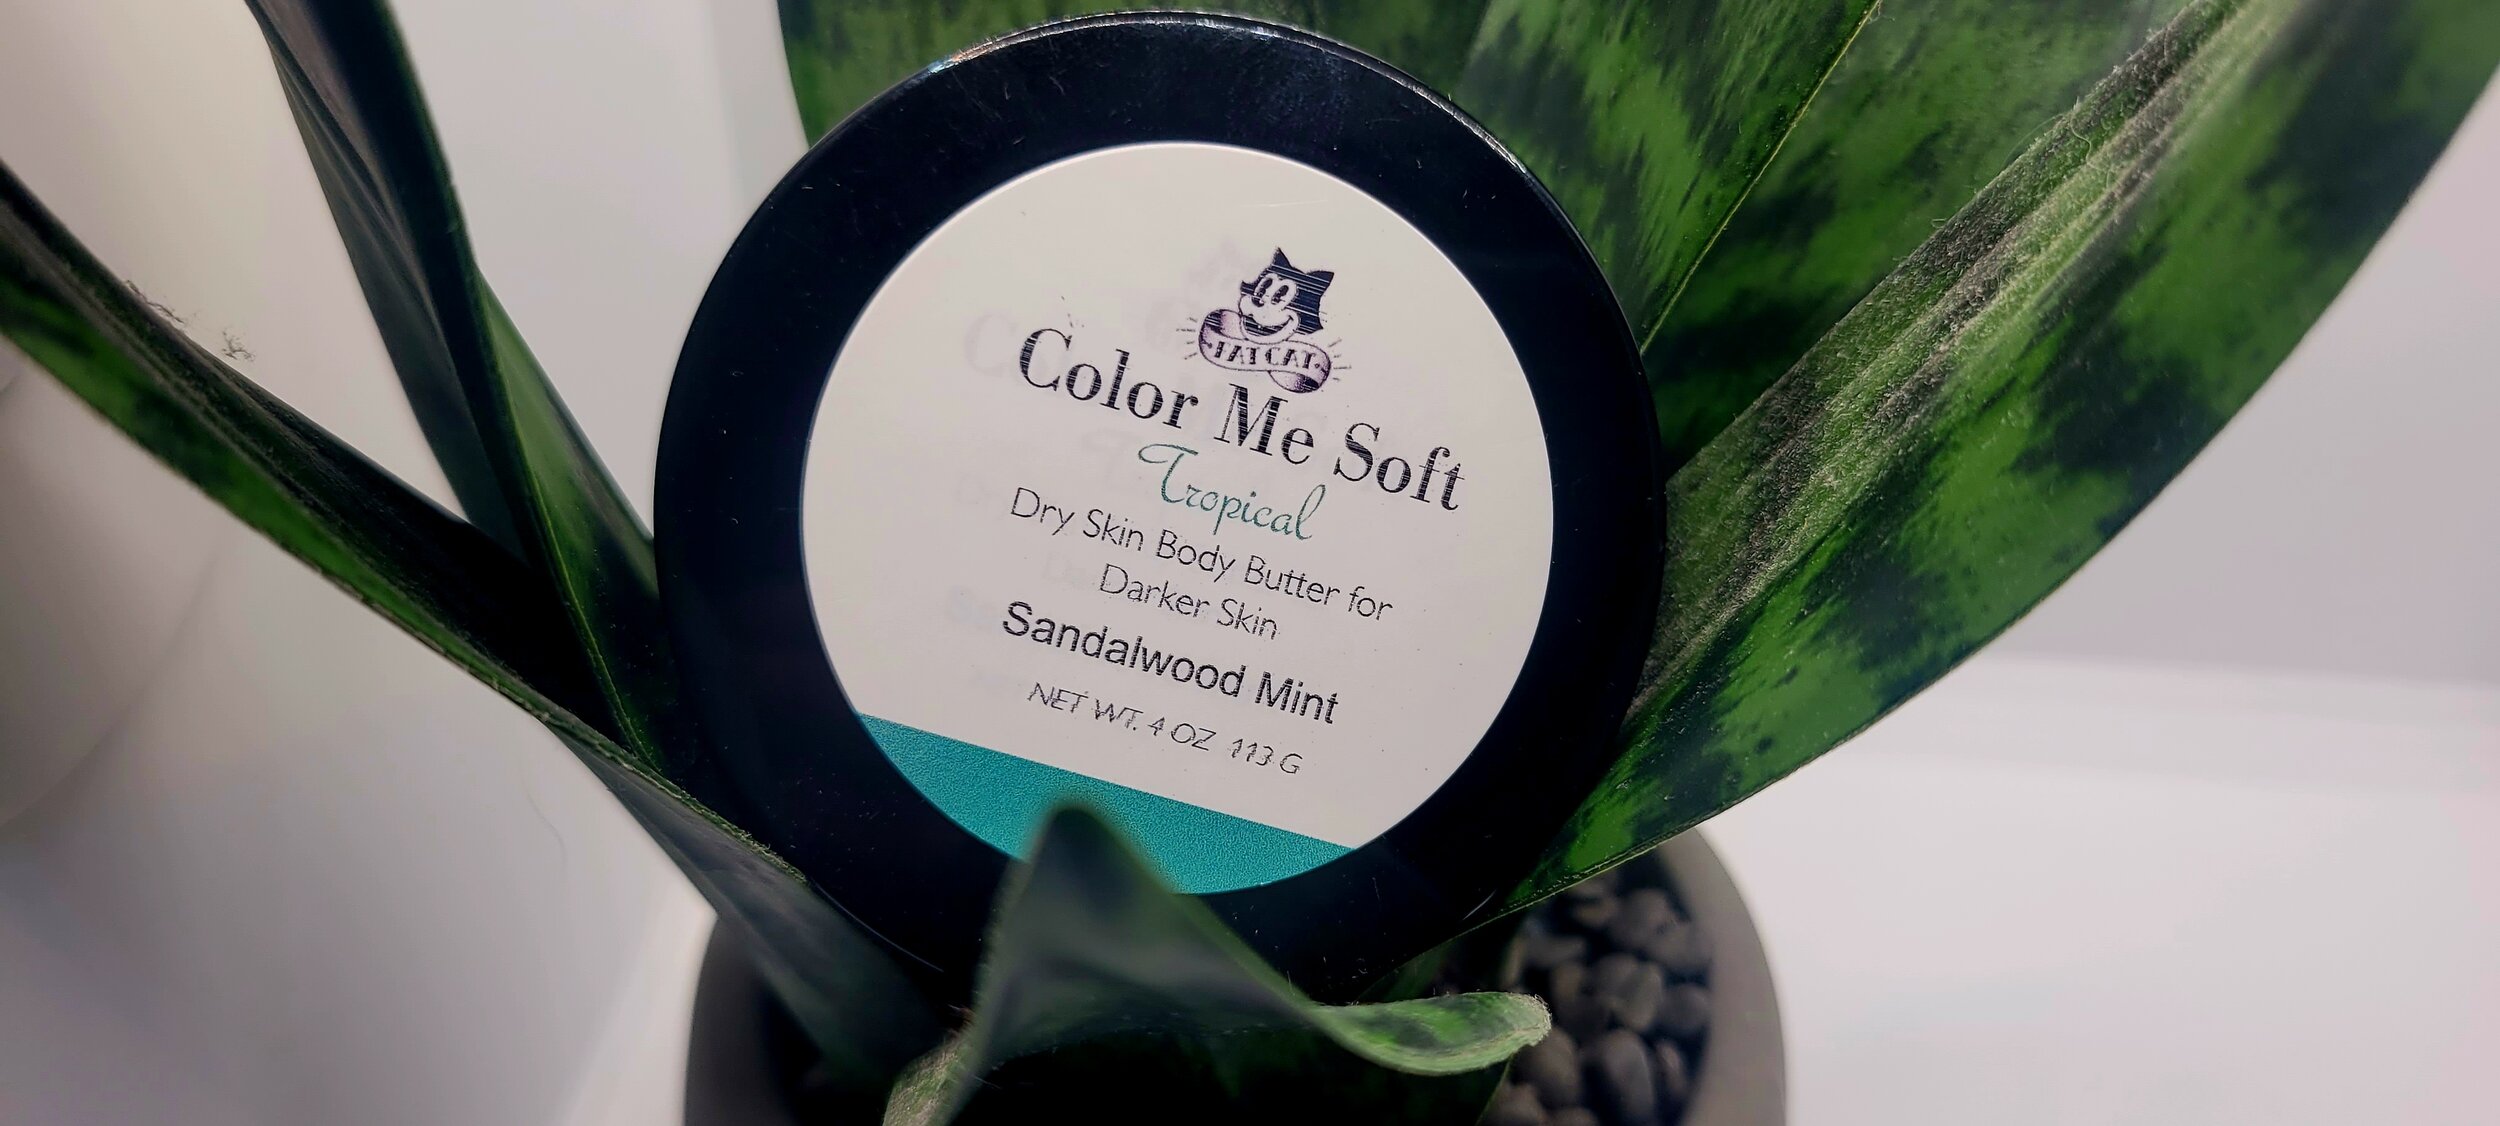 FAT CAT
Color Me Soft
Tropical
Dry Skin Body Butter for
Darker Skin
Sandalwood Mint
NET WT. 4 OZ 113 G